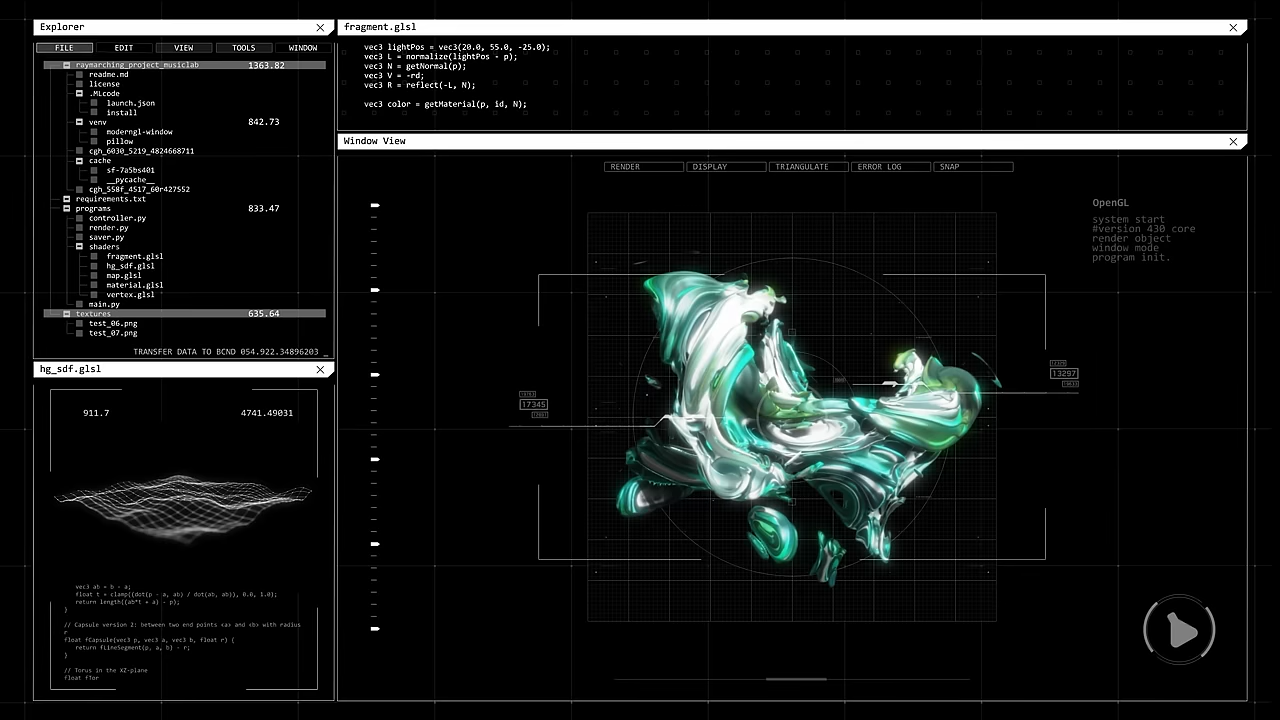 Explorer
FILE EDIT VIEW TOOLS WINDOW
raymarching_project_musiclab 1363.82
readme.md
license
.MLcode
launch.json
install
venv 842.73
moderngl-window
pillow
cgh_6030_5219_4824668711
cache
sf-7a5bs401
__pycache__
cgh_558f_4517_60r427552
requirements.txt
programs 833.47
controller.py
render.py
saver.py
shaders
fragment.glsl
hg_sdf.glsl
map.glsl
material.glsl
vertex.glsl
main.py
textures 635.64
test_06.png
test_07.png
TRANSFER DATA TO BCND 054.922.34896203 _
hg_sdf.glsl
911.7 4741.49031
vec3 ab = b - a;
float t = clamp((dot(p - a, ab) / dot(ab, ab)), 0.0, 1.0);
return length((ab*t + a) - p);
}
// Capsule version 2: between two end points <a> and <b> with radius
r
float fCapsule(vec3 p, vec3 a, vec3 b, float r) {
return fLineSegment(p, a, b) - r;
}
// Torus in the XZ-plane
float fTor
fragment.glsl
vec3 lightPos = vec3(20.0, 55.0, -25.0);
vec3 L = normalize(lightPos - p);
vec3 N = getNormal(p);
vec3 V = -rd;
vec3 R = reflect(-L, N);
vec3 color = getMaterial(p, id, N);
Window View
RENDER DISPLAY TRIANGULATE ERROR LOG SNAP
OpenGL
system start
#version 430 core
render object
window mode
program init.
13297
17345